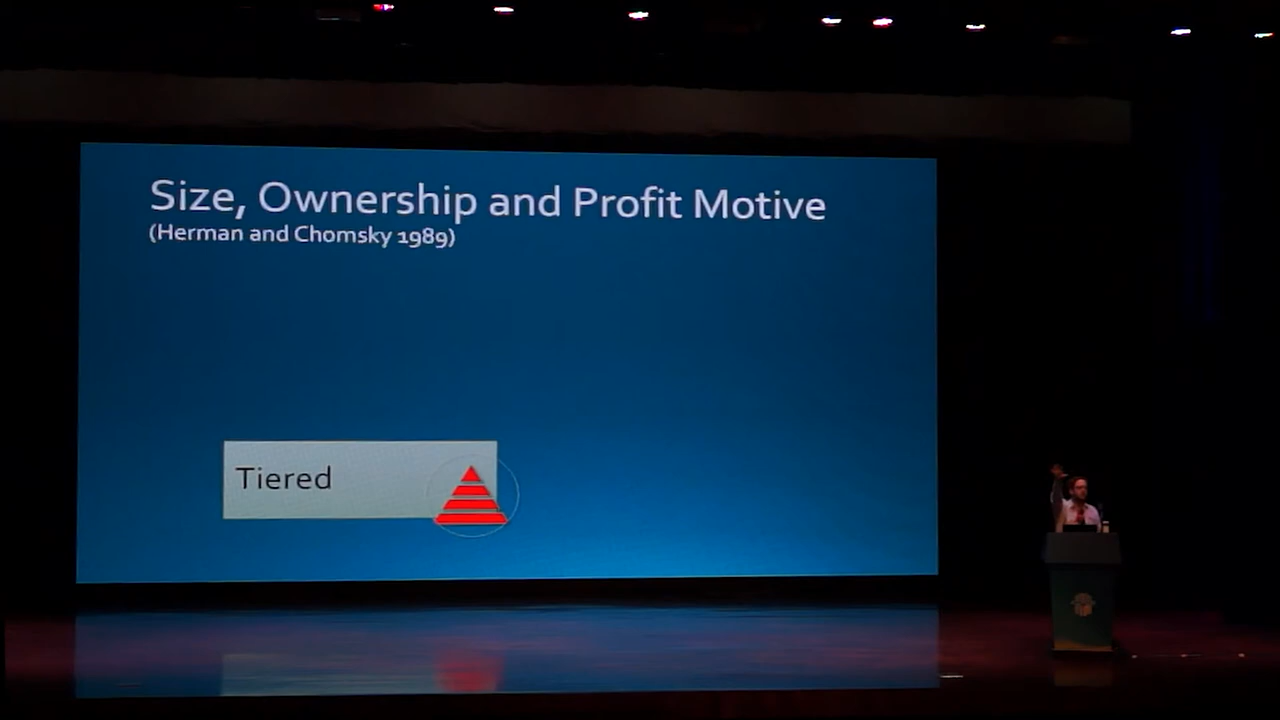 Size, Ownership and Profit Motive
(Herman and Chomsky 1989)
Tiered